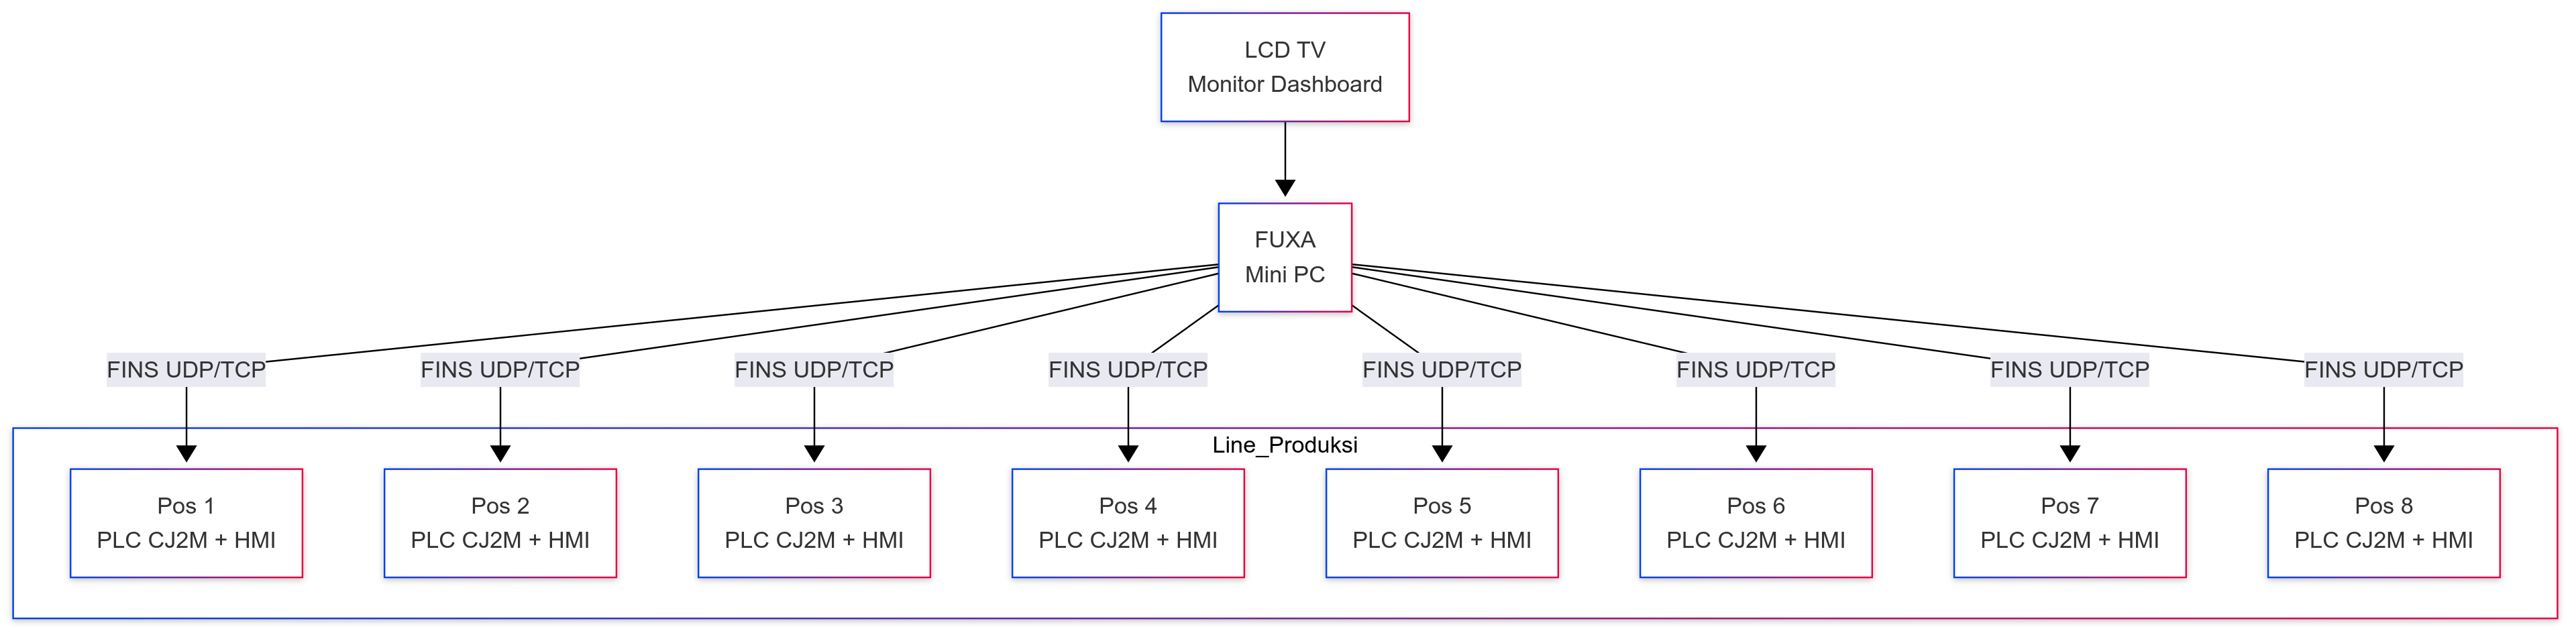 LCD TV
Monitor Dashboard
FUXA
Mini PC
FINS UDP/TCP
FINS UDP/TCP
FINS UDP/TCP
FINS UDP/TCP
FINS UDP/TCP
FINS UDP/TCP
FINS UDP/TCP
FINS UDP/TCP
Line_Produksi
Pos 1
PLC CJ2M + HMI
Pos 2
PLC CJ2M + HMI
Pos 3
PLC CJ2M + HMI
Pos 4
PLC CJ2M + HMI
Pos 5
PLC CJ2M + HMI
Pos 6
PLC CJ2M + HMI
Pos 7
PLC CJ2M + HMI
Pos 8
PLC CJ2M + HMI